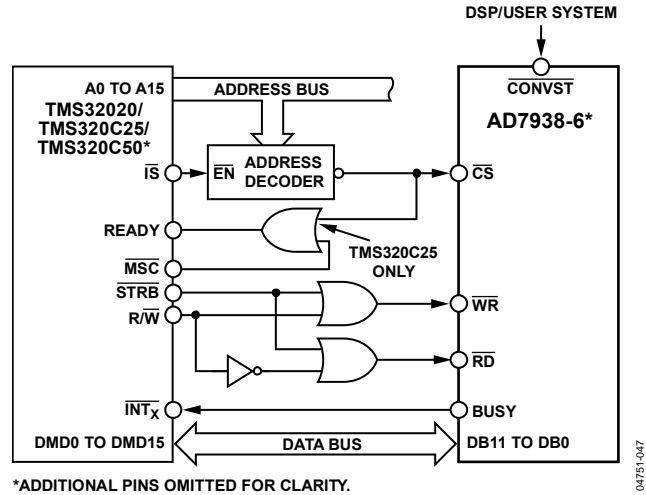 DSP/USER SYSTEM
A0 TO A15
ADDRESS BUS
CONVST
TMS32020/
TMS320C25/
TMS320C50*
AD7938-6*
IS
EN
ADDRESS
DECODER
CS
READY
TMS320C25
ONLY
MSC
STRB
R/W
WR
RD
INTX
BUSY
DMD0 TO DMD15
DATA BUS
DB11 TO DB0
*ADDITIONAL PINS OMITTED FOR CLARITY.
04751-047